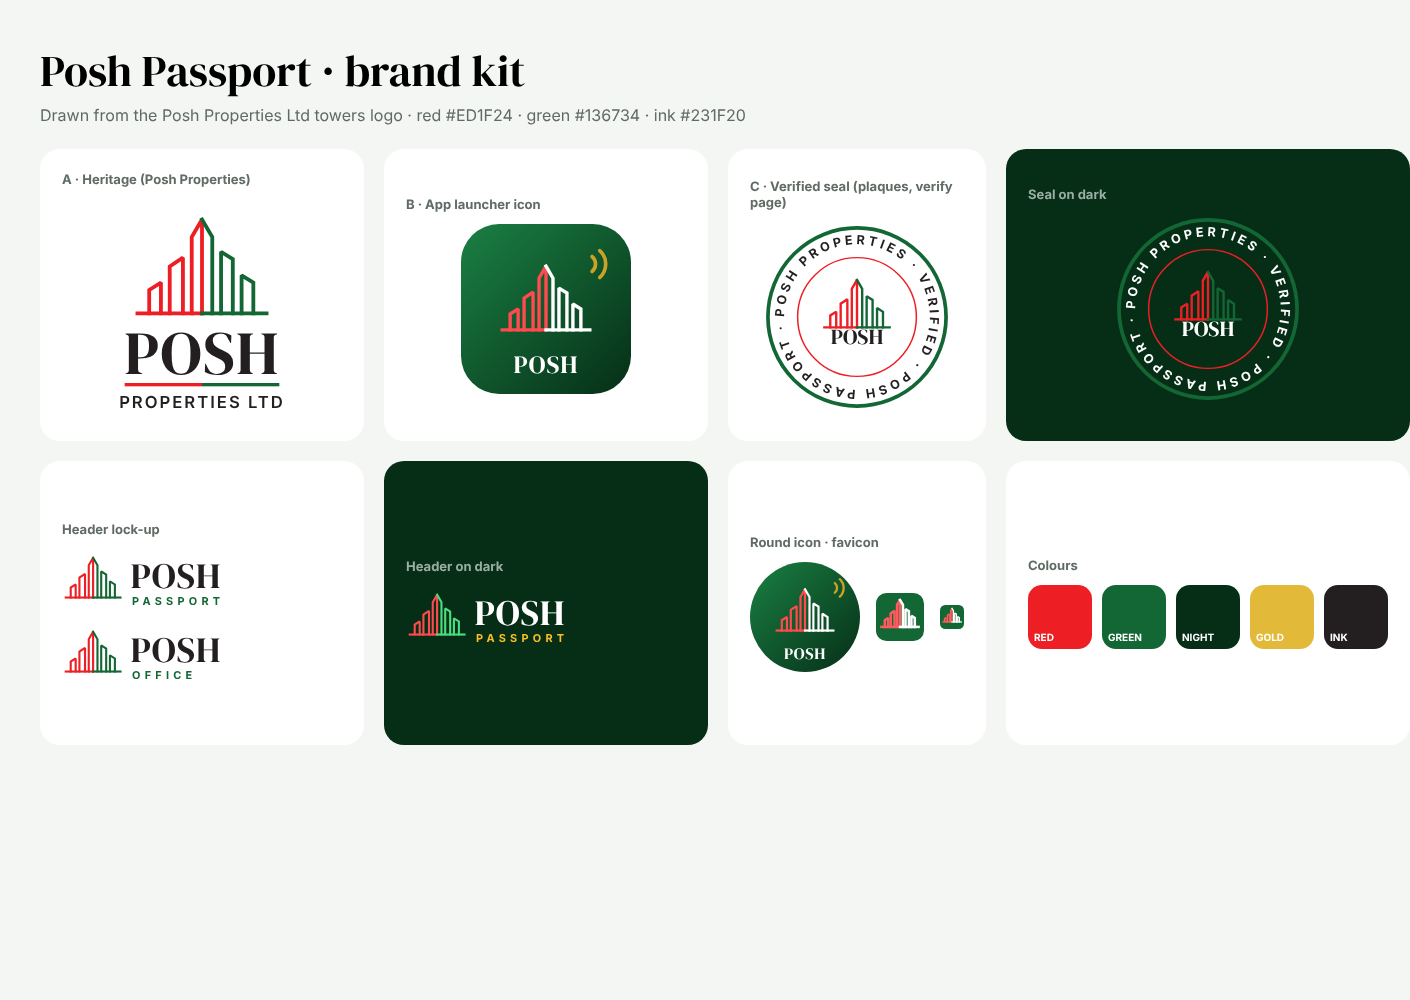 Posh Passport · brand kit
Drawn from the Posh Properties Ltd towers logo · red #ED1F24 · green #136734 · ink #231F20
A · Heritage (Posh Properties)
POSH
PROPERTIES LTD
B · App launcher icon
POSH
C · Verified seal (plaques, verify
page)
POSH PROPERTIES · VERIFIED · POSH PASSPORT ·
POSH
Seal on dark
POSH PROPERTIES · VERIFIED · POSH PASSPORT ·
POSH
Header lock-up
POSH
PASSPORT
POSH
OFFICE
Header on dark
POSH
PASSPORT
Round icon · favicon
POSH
Colours
RED
GREEN
NIGHT
GOLD
INK